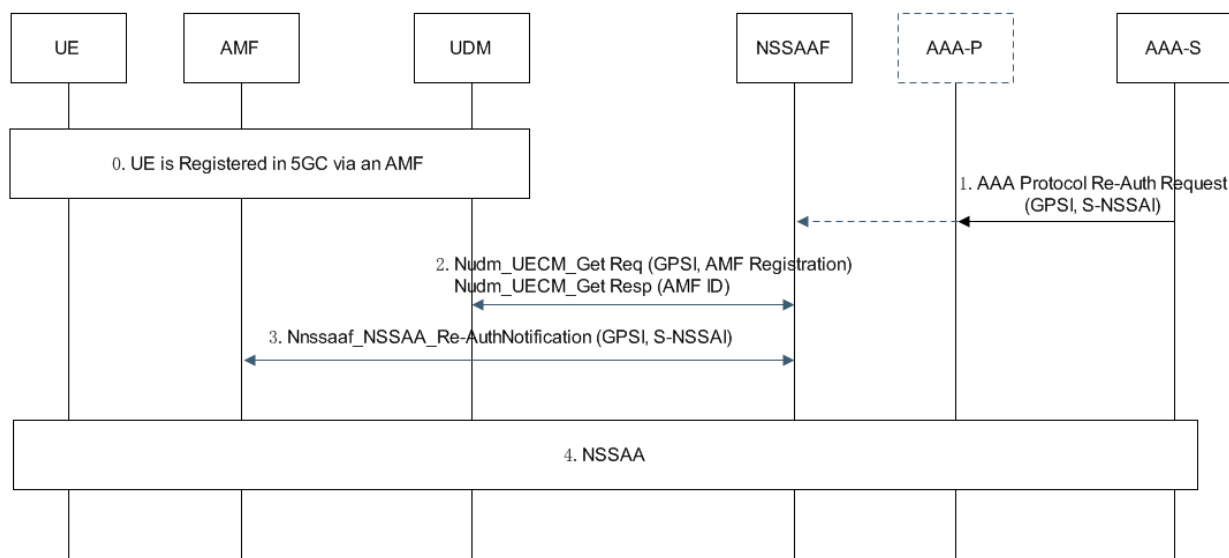 UE
AMF
UDM
NSSAAF
AAA-P
AAA-S
0. UE is Registered in 5GC via an AMF
1. AAA Protocol Re-Auth Request
(GPSI, S-NSSAI)
2. Nudm_UECM_Get Req (GPSI, AMF Registration)
Nudm_UECM_Get Resp (AMF ID)
3. Nnssaaf_NSSAA_Re-AuthNotification (GPSI, S-NSSAI)
4. NSSAA